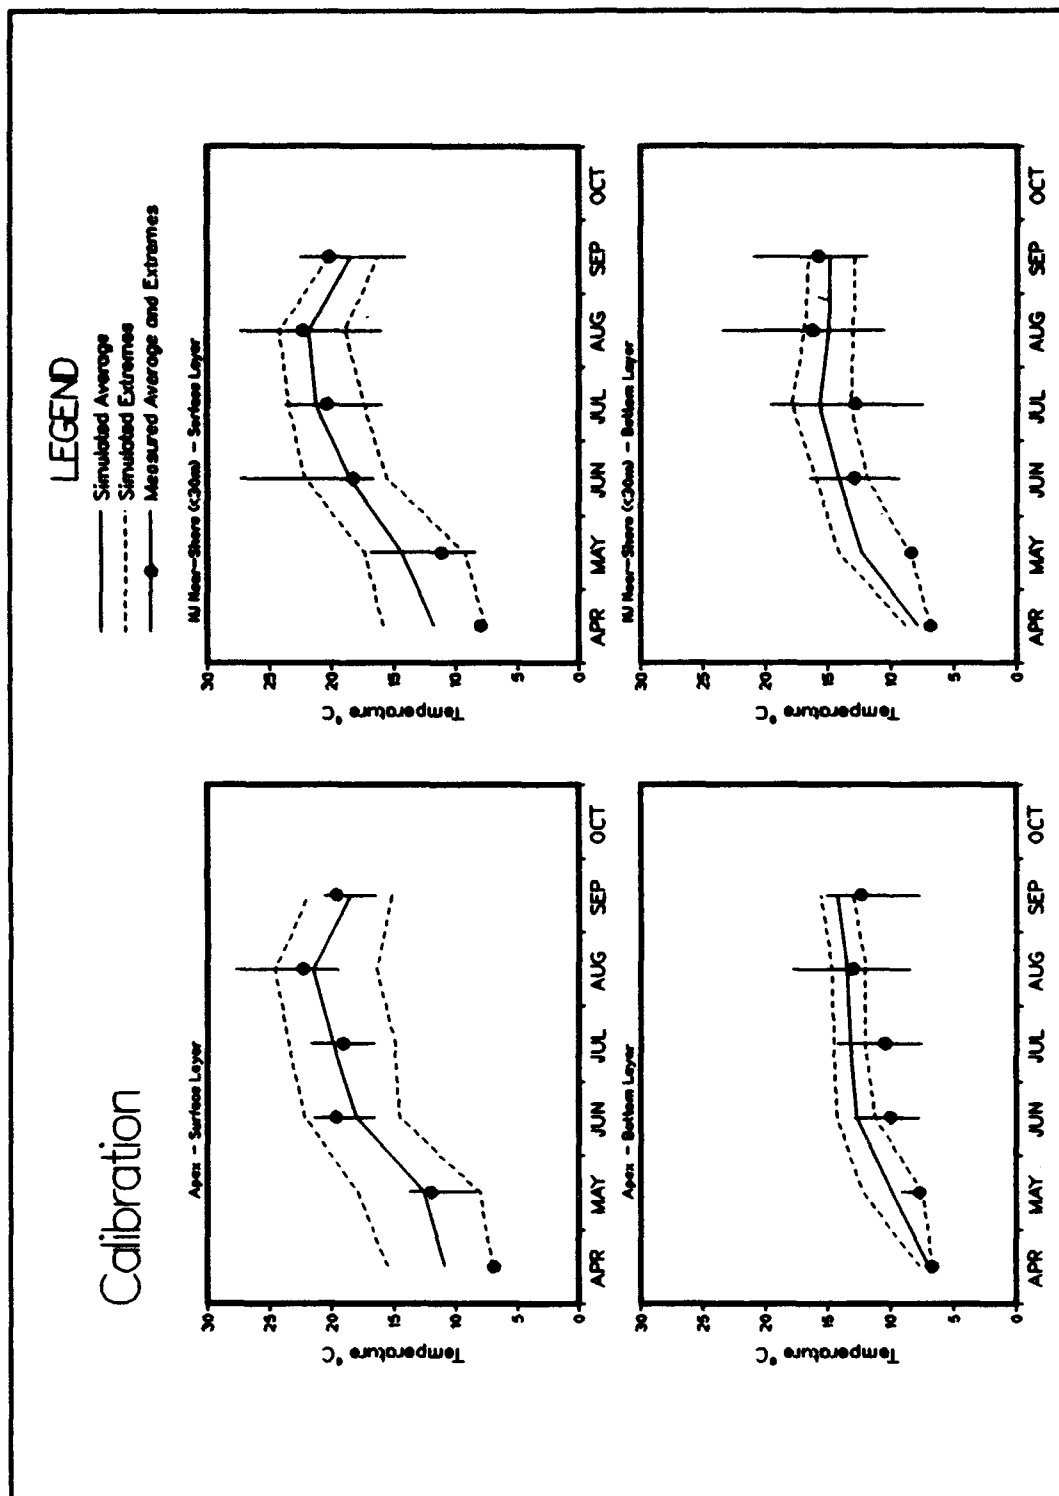 Calibration
LEGEND
Simulated Average
Simulated Extremes
Measured Average and Extremes
Apex - Surface Layer
Temperature °C
30
25
20
15
10
5
0
APR MAY JUN JUL AUG SEP OCT
NJ Near-Shore (<30m) - Surface Layer
Temperature °C
30
25
20
15
10
5
0
APR MAY JUN JUL AUG SEP OCT
Apex - Bottom Layer
Temperature °C
30
25
20
15
10
5
0
APR MAY JUN JUL AUG SEP OCT
NJ Near-Shore (<30m) - Bottom Layer
Temperature °C
30
25
20
15
10
5
0
APR MAY JUN JUL AUG SEP OCT